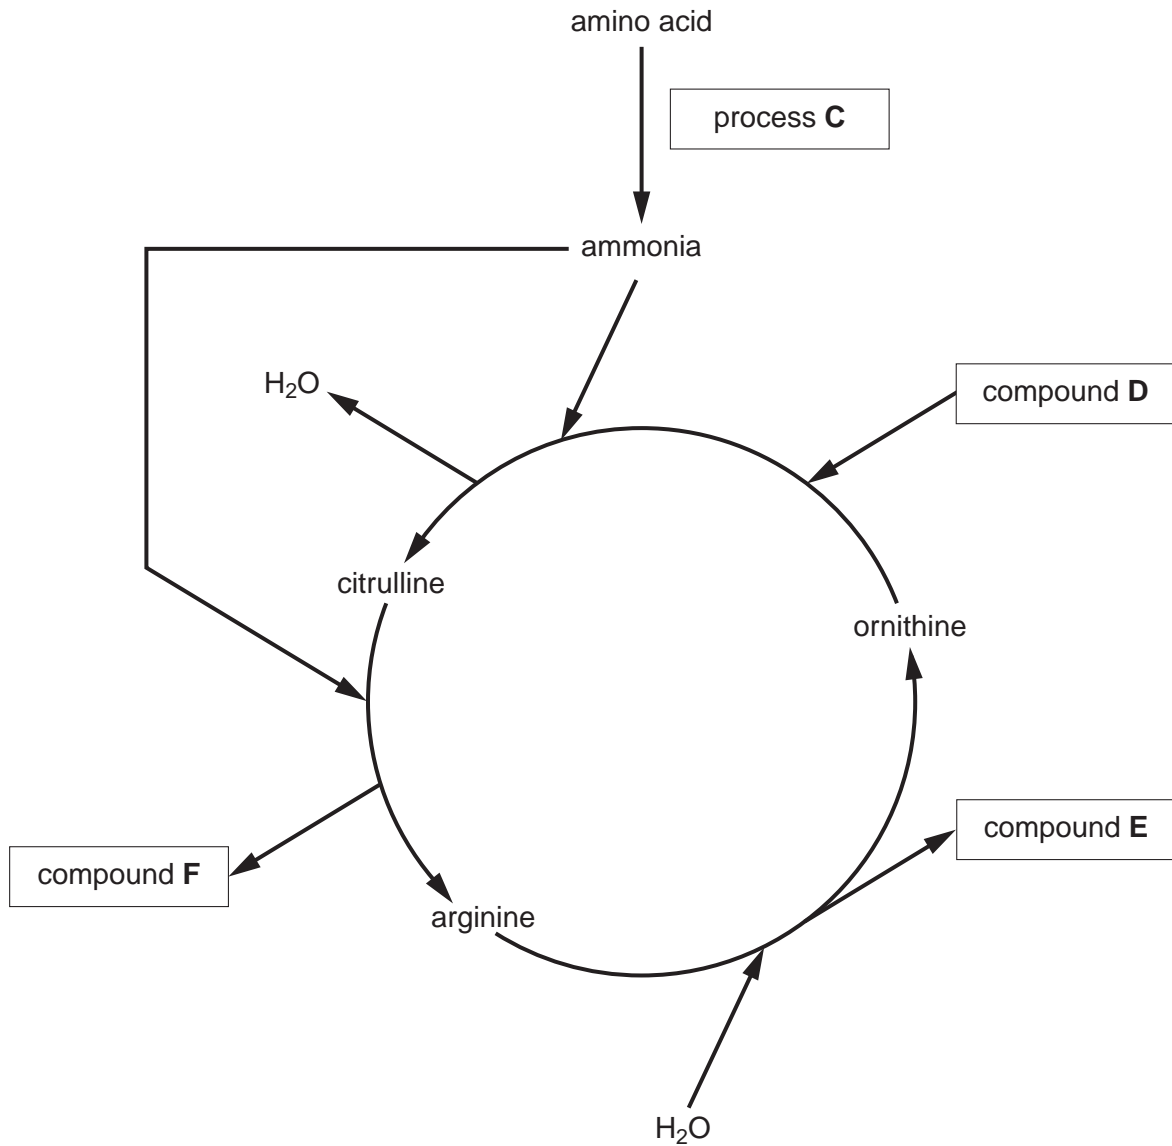 amino acid
process C
ammonia
H₂O
compound D
citrulline
ornithine
compound E
compound F
arginine
H₂O